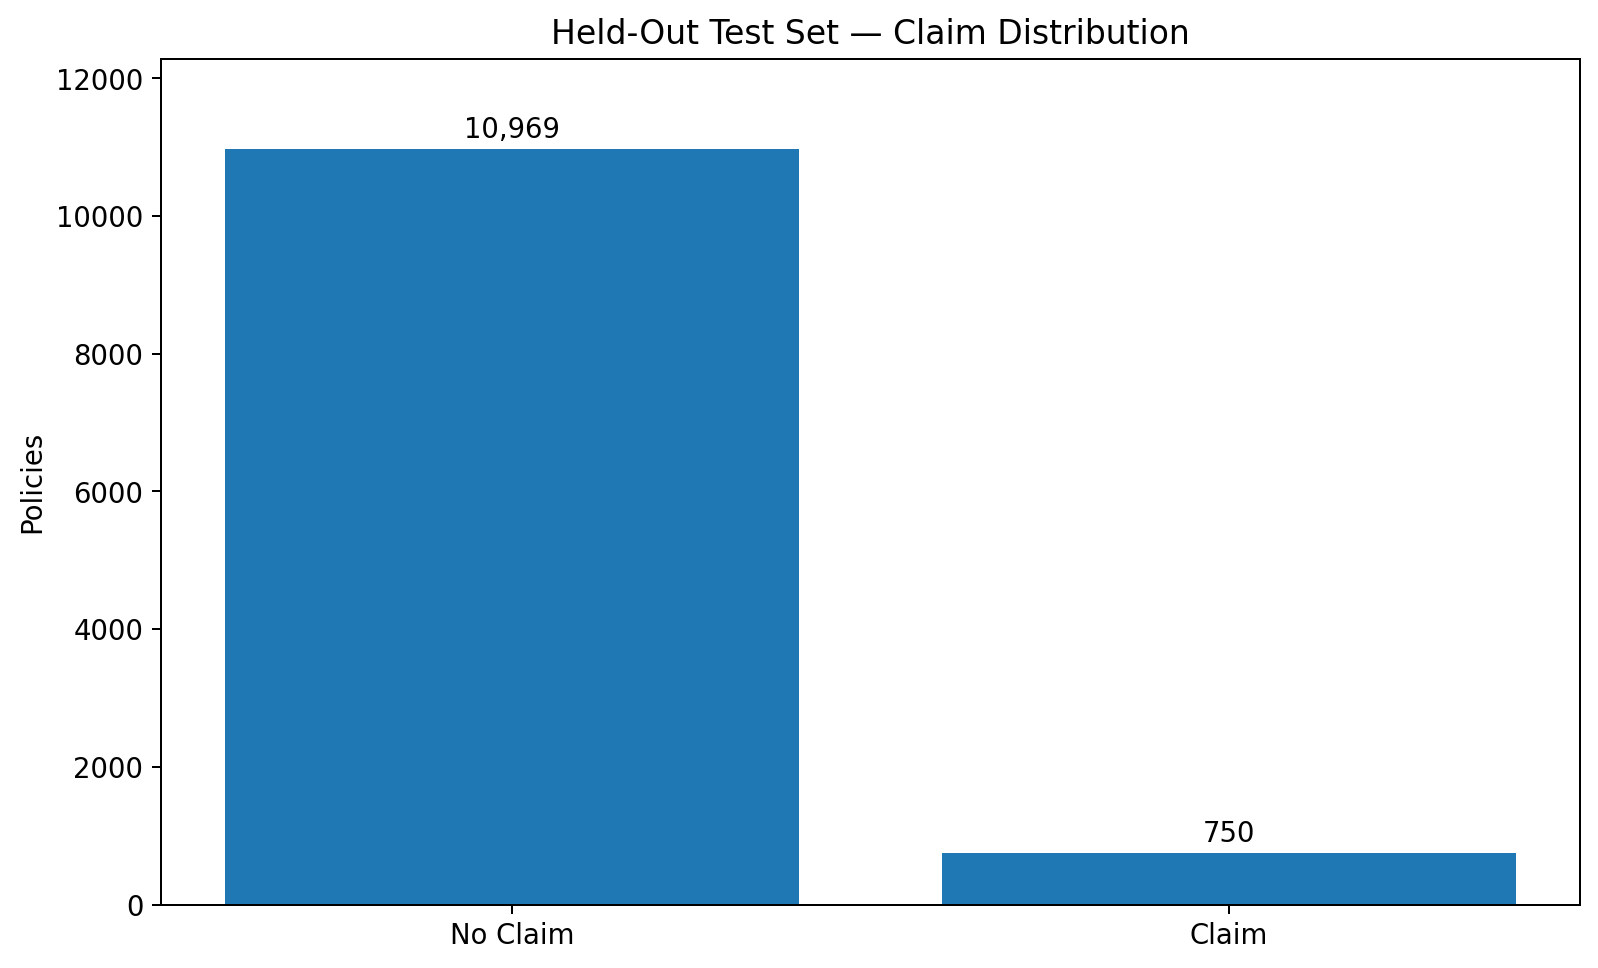 Held-Out Test Set — Claim Distribution
12000
10000
8000
6000
4000
2000
0
Policies
10,969
750
No Claim
Claim